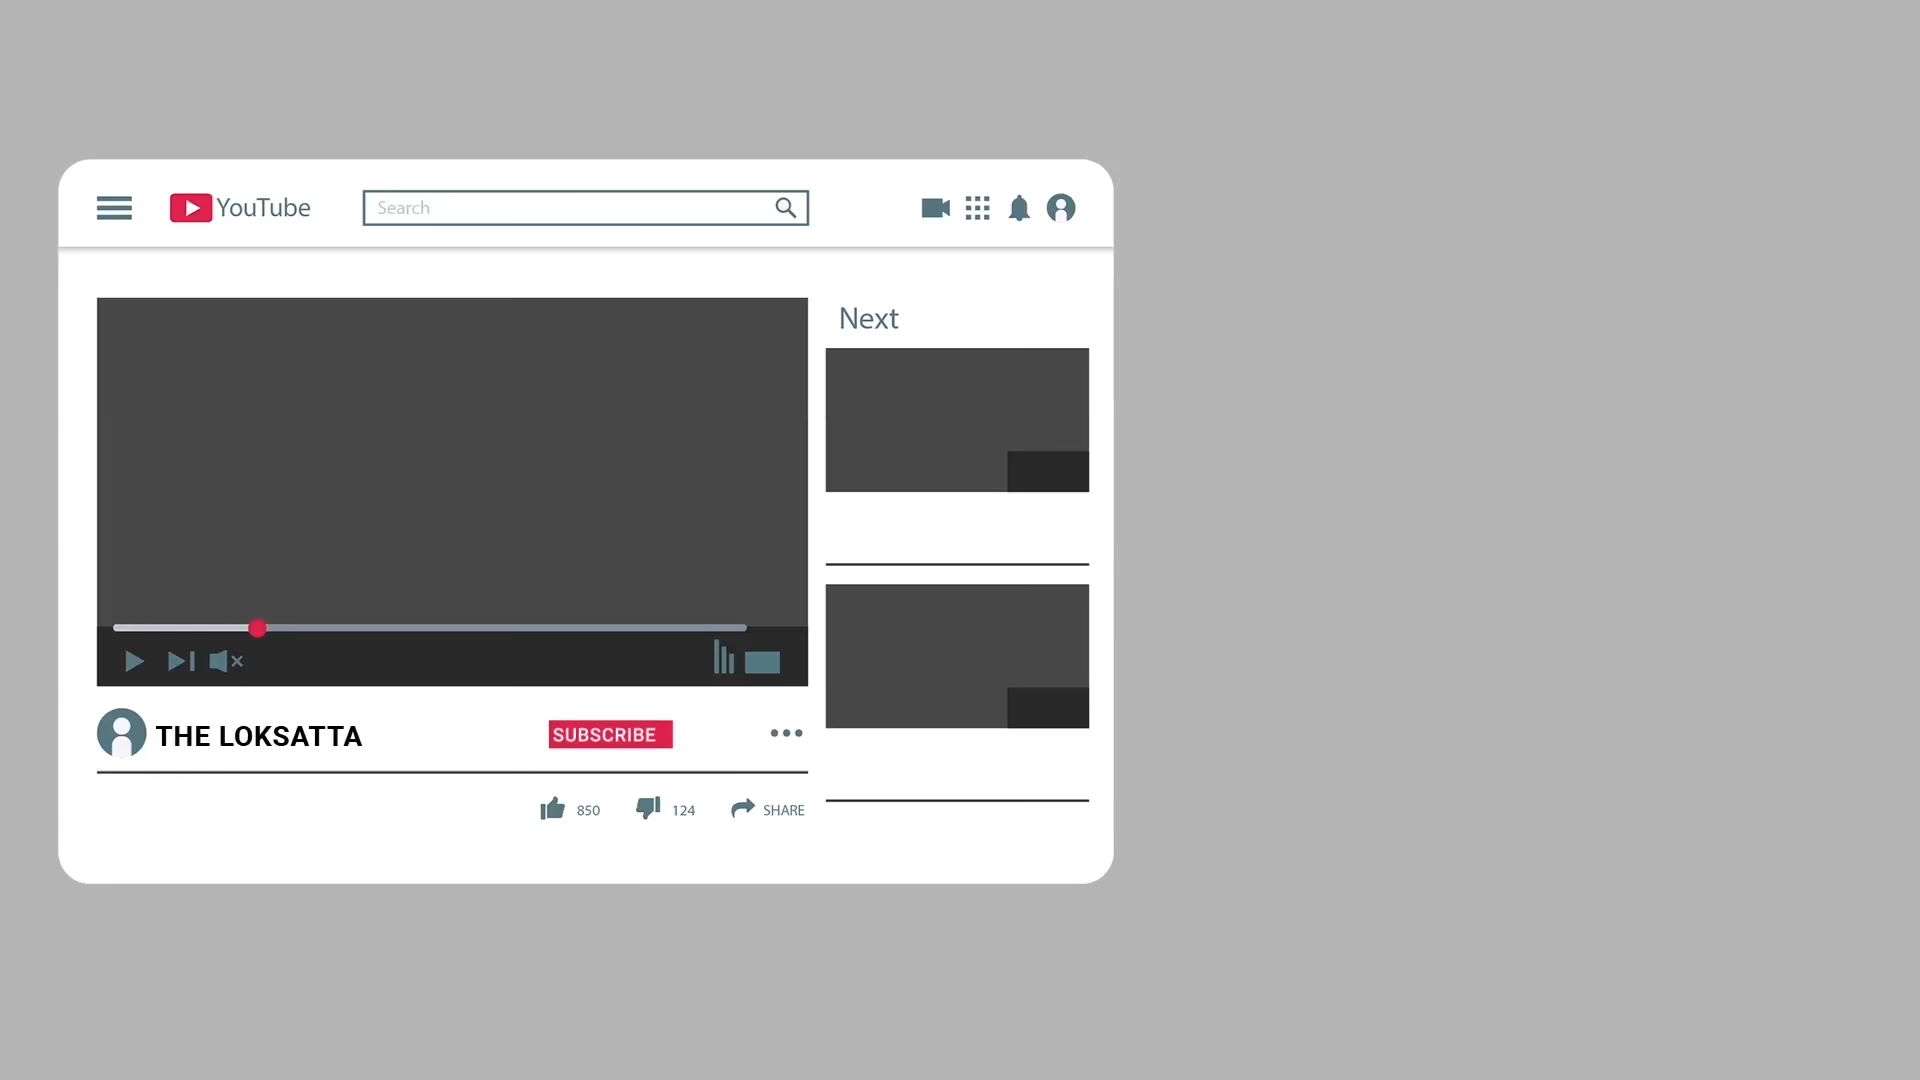 YouTube
Search
Next
THE LOKSATTA
SUBSCRIBE
850
124
SHARE